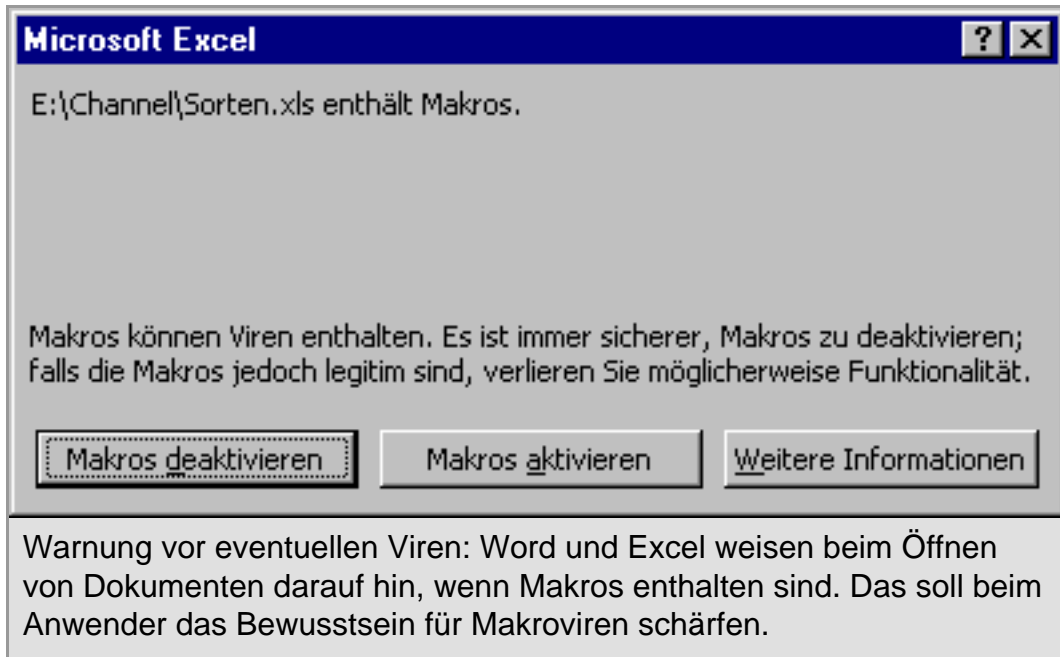 Microsoft Excel
E:\Channel\Sorten.xls enthält Makros.
Makros können Viren enthalten. Es ist immer sicherer, Makros zu deaktivieren;
falls die Makros jedoch legitim sind, verlieren Sie möglicherweise Funktionalität.
Makros deaktivieren Makros aktivieren Weitere Informationen
Warnung vor eventuellen Viren: Word und Excel weisen beim Öffnen
von Dokumenten darauf hin, wenn Makros enthalten sind. Das soll beim
Anwender das Bewusstsein für Makroviren schärfen.